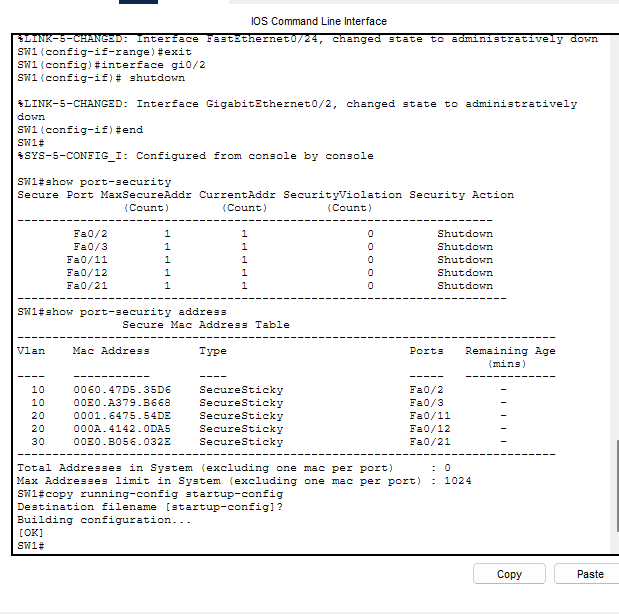 IOS Command Line Interface
%LINK-5-CHANGED: Interface FastEthernet0/24, changed state to administratively down
SW1(config-if-range)#exit
SW1(config)#interface gi0/2
SW1(config-if)# shutdown
%LINK-5-CHANGED: Interface GigabitEthernet0/2, changed state to administratively
down
SW1(config-if)#end
SW1#
%SYS-5-CONFIG_I: Configured from console by console
SW1#show port-security
Secure Port MaxSecureAddr CurrentAddr SecurityViolation Security Action
(Count) (Count) (Count)
--------------------------------------------------------------------
Fa0/2 1 1 0 Shutdown
Fa0/3 1 1 0 Shutdown
Fa0/11 1 1 0 Shutdown
Fa0/12 1 1 0 Shutdown
Fa0/21 1 1 0 Shutdown
----------------------------------------------------------------------
SW1#show port-security address
Secure Mac Address Table
-----------------------------------------------------------------------------
Vlan Mac Address Type Ports Remaining Age
(mins)
---- ----------- ---- ----- -------------
10 0060.47D5.35D6 SecureSticky Fa0/2 -
10 00E0.A379.B668 SecureSticky Fa0/3 -
20 0001.6475.54DE SecureSticky Fa0/11 -
20 000A.4142.0DA5 SecureSticky Fa0/12 -
30 00E0.B056.032E SecureSticky Fa0/21 -
-----------------------------------------------------------------------------
Total Addresses in System (excluding one mac per port) : 0
Max Addresses limit in System (excluding one mac per port) : 1024
SW1#copy running-config startup-config
Destination filename [startup-config]?
Building configuration...
[OK]
SW1#
Copy Paste